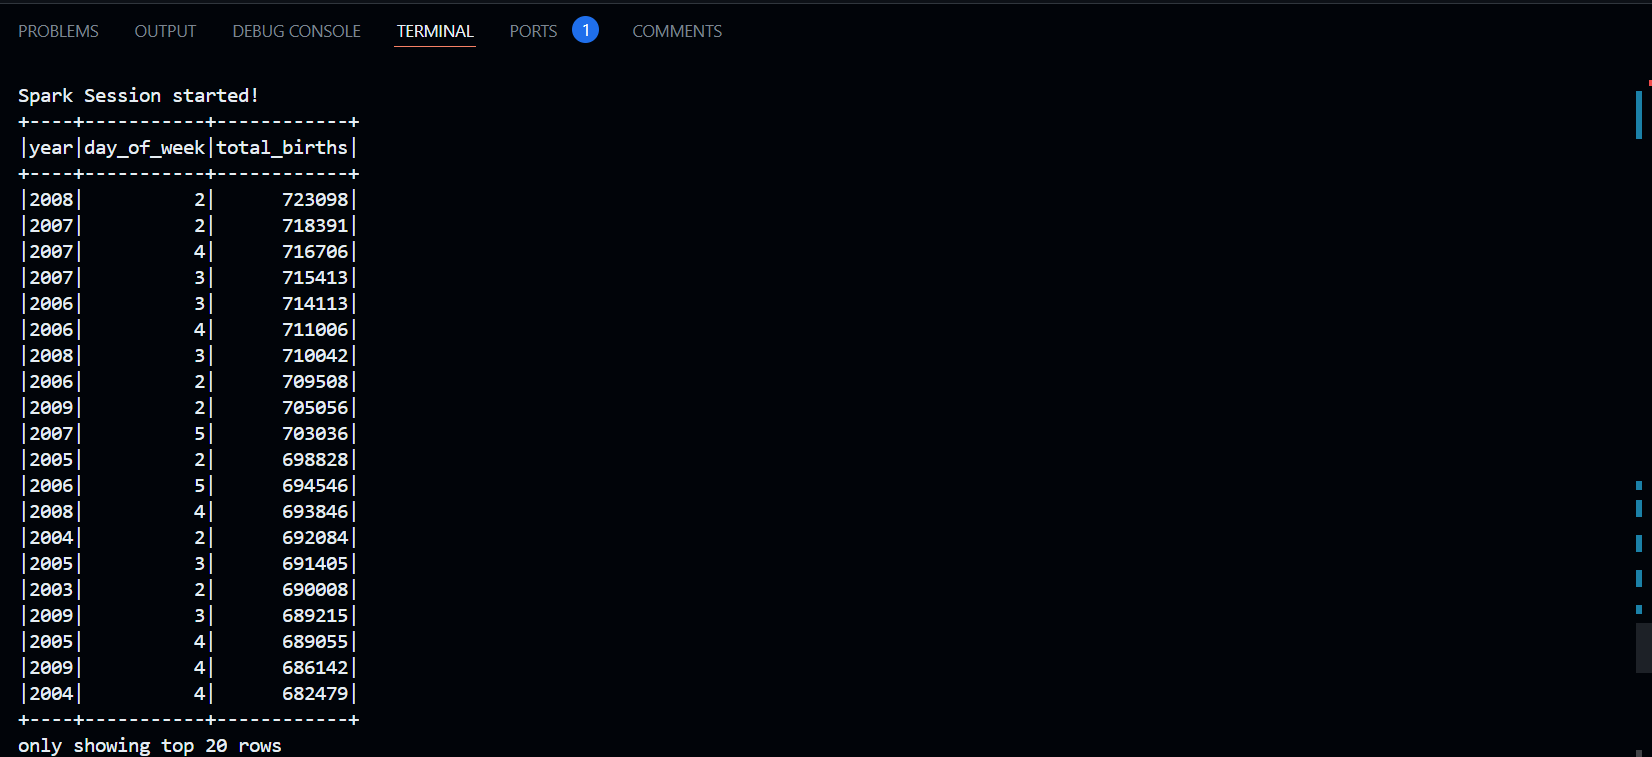 PROBLEMS OUTPUT DEBUG CONSOLE TERMINAL PORTS 1 COMMENTS
Spark Session started!
+----+-----------+------------+
|year|day_of_week|total_births|
+----+-----------+------------+
|2008|          2|      723098|
|2007|          2|      718391|
|2007|          4|      716706|
|2007|          3|      715413|
|2006|          3|      714113|
|2006|          4|      711006|
|2008|          3|      710042|
|2006|          2|      709508|
|2009|          2|      705056|
|2007|          5|      703036|
|2005|          2|      698828|
|2006|          5|      694546|
|2008|          4|      693846|
|2004|          2|      692084|
|2005|          3|      691405|
|2003|          2|      690008|
|2009|          3|      689215|
|2005|          4|      689055|
|2009|          4|      686142|
|2004|          4|      682479|
+----+-----------+------------+
only showing top 20 rows